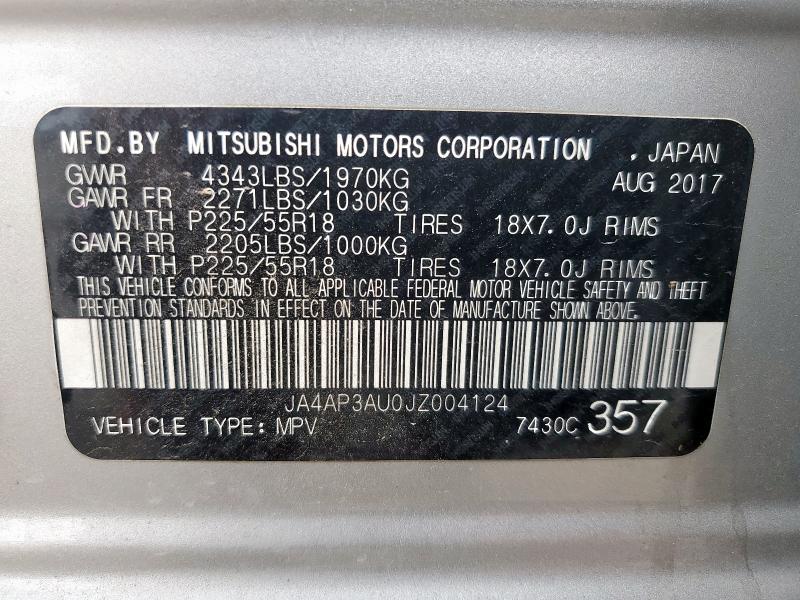 MFD.BY MITSUBISHI MOTORS CORPORATION , JAPAN
GVWR 4343LBS/1970KG AUG 2017
GAWR FR 2271LBS/1030KG
WITH P225/55R18 TIRES 18X7.0J RIMS
GAWR RR 2205LBS/1000KG
WITH P225/55R18 TIRES 18X7.0J RIMS
THIS VEHICLE CONFORMS TO ALL APPLICABLE FEDERAL MOTOR VEHICLE SAFETY AND THEFT
PREVENTION STANDARDS IN EFFECT ON THE DATE OF MANUFACTURE SHOWN ABOVE.
JA4AP3AU0JZ004124
VEHICLE TYPE: MPV 7430C 357